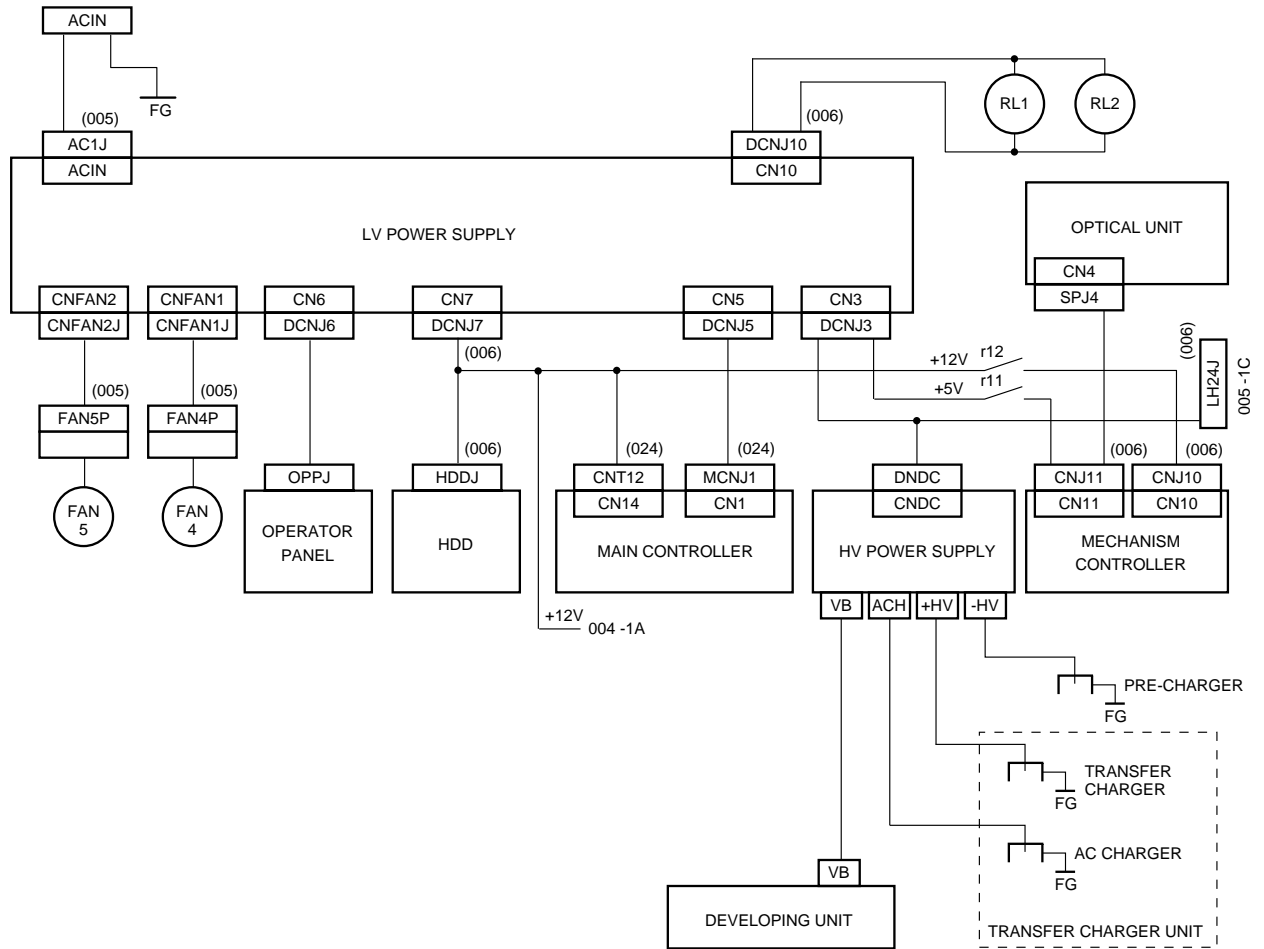 ACIN
FG
(005)
(006)
RL1
RL2
AC1J
DCNJ10
ACIN
CN10
LV POWER SUPPLY
OPTICAL UNIT
CN4
SPJ4
CNFAN2
CNFAN1
CN6
CN7
CN5
CN3
CNFAN2J
CNFAN1J
DCNJ6
DCNJ7
DCNJ5
DCNJ3
(006)
+12V
r12
+5V
r11
(006)
LH24J
005 -1C
(005)
(005)
FAN5P
FAN4P
(006)
(024)
(024)
(006)
(006)
OPPJ
HDDJ
CNT12
MCNJ1
DNDC
CNJ11
CNJ10
CN14
CN1
CNDC
CN11
CN10
FAN
5
FAN
4
OPERATOR
PANEL
HDD
MAIN CONTROLLER
HV POWER SUPPLY
MECHANISM
CONTROLLER
VB
ACH
+HV
-HV
+12V
004 -1A
PRE-CHARGER
FG
TRANSFER
CHARGER
FG
AC CHARGER
FG
VB
DEVELOPING UNIT
TRANSFER CHARGER UNIT